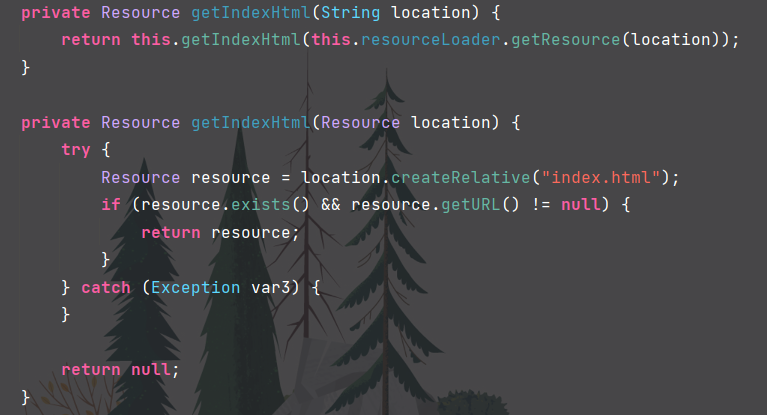 private Resource getIndexHtml(String location) {
    return this.getIndexHtml(this.resourceLoader.getResource(location));
}

private Resource getIndexHtml(Resource location) {
    try {
        Resource resource = location.createRelative("index.html");
        if (resource.exists() && resource.getURL() != null) {
            return resource;
        }
    } catch (Exception var3) {
    }

    return null;
}